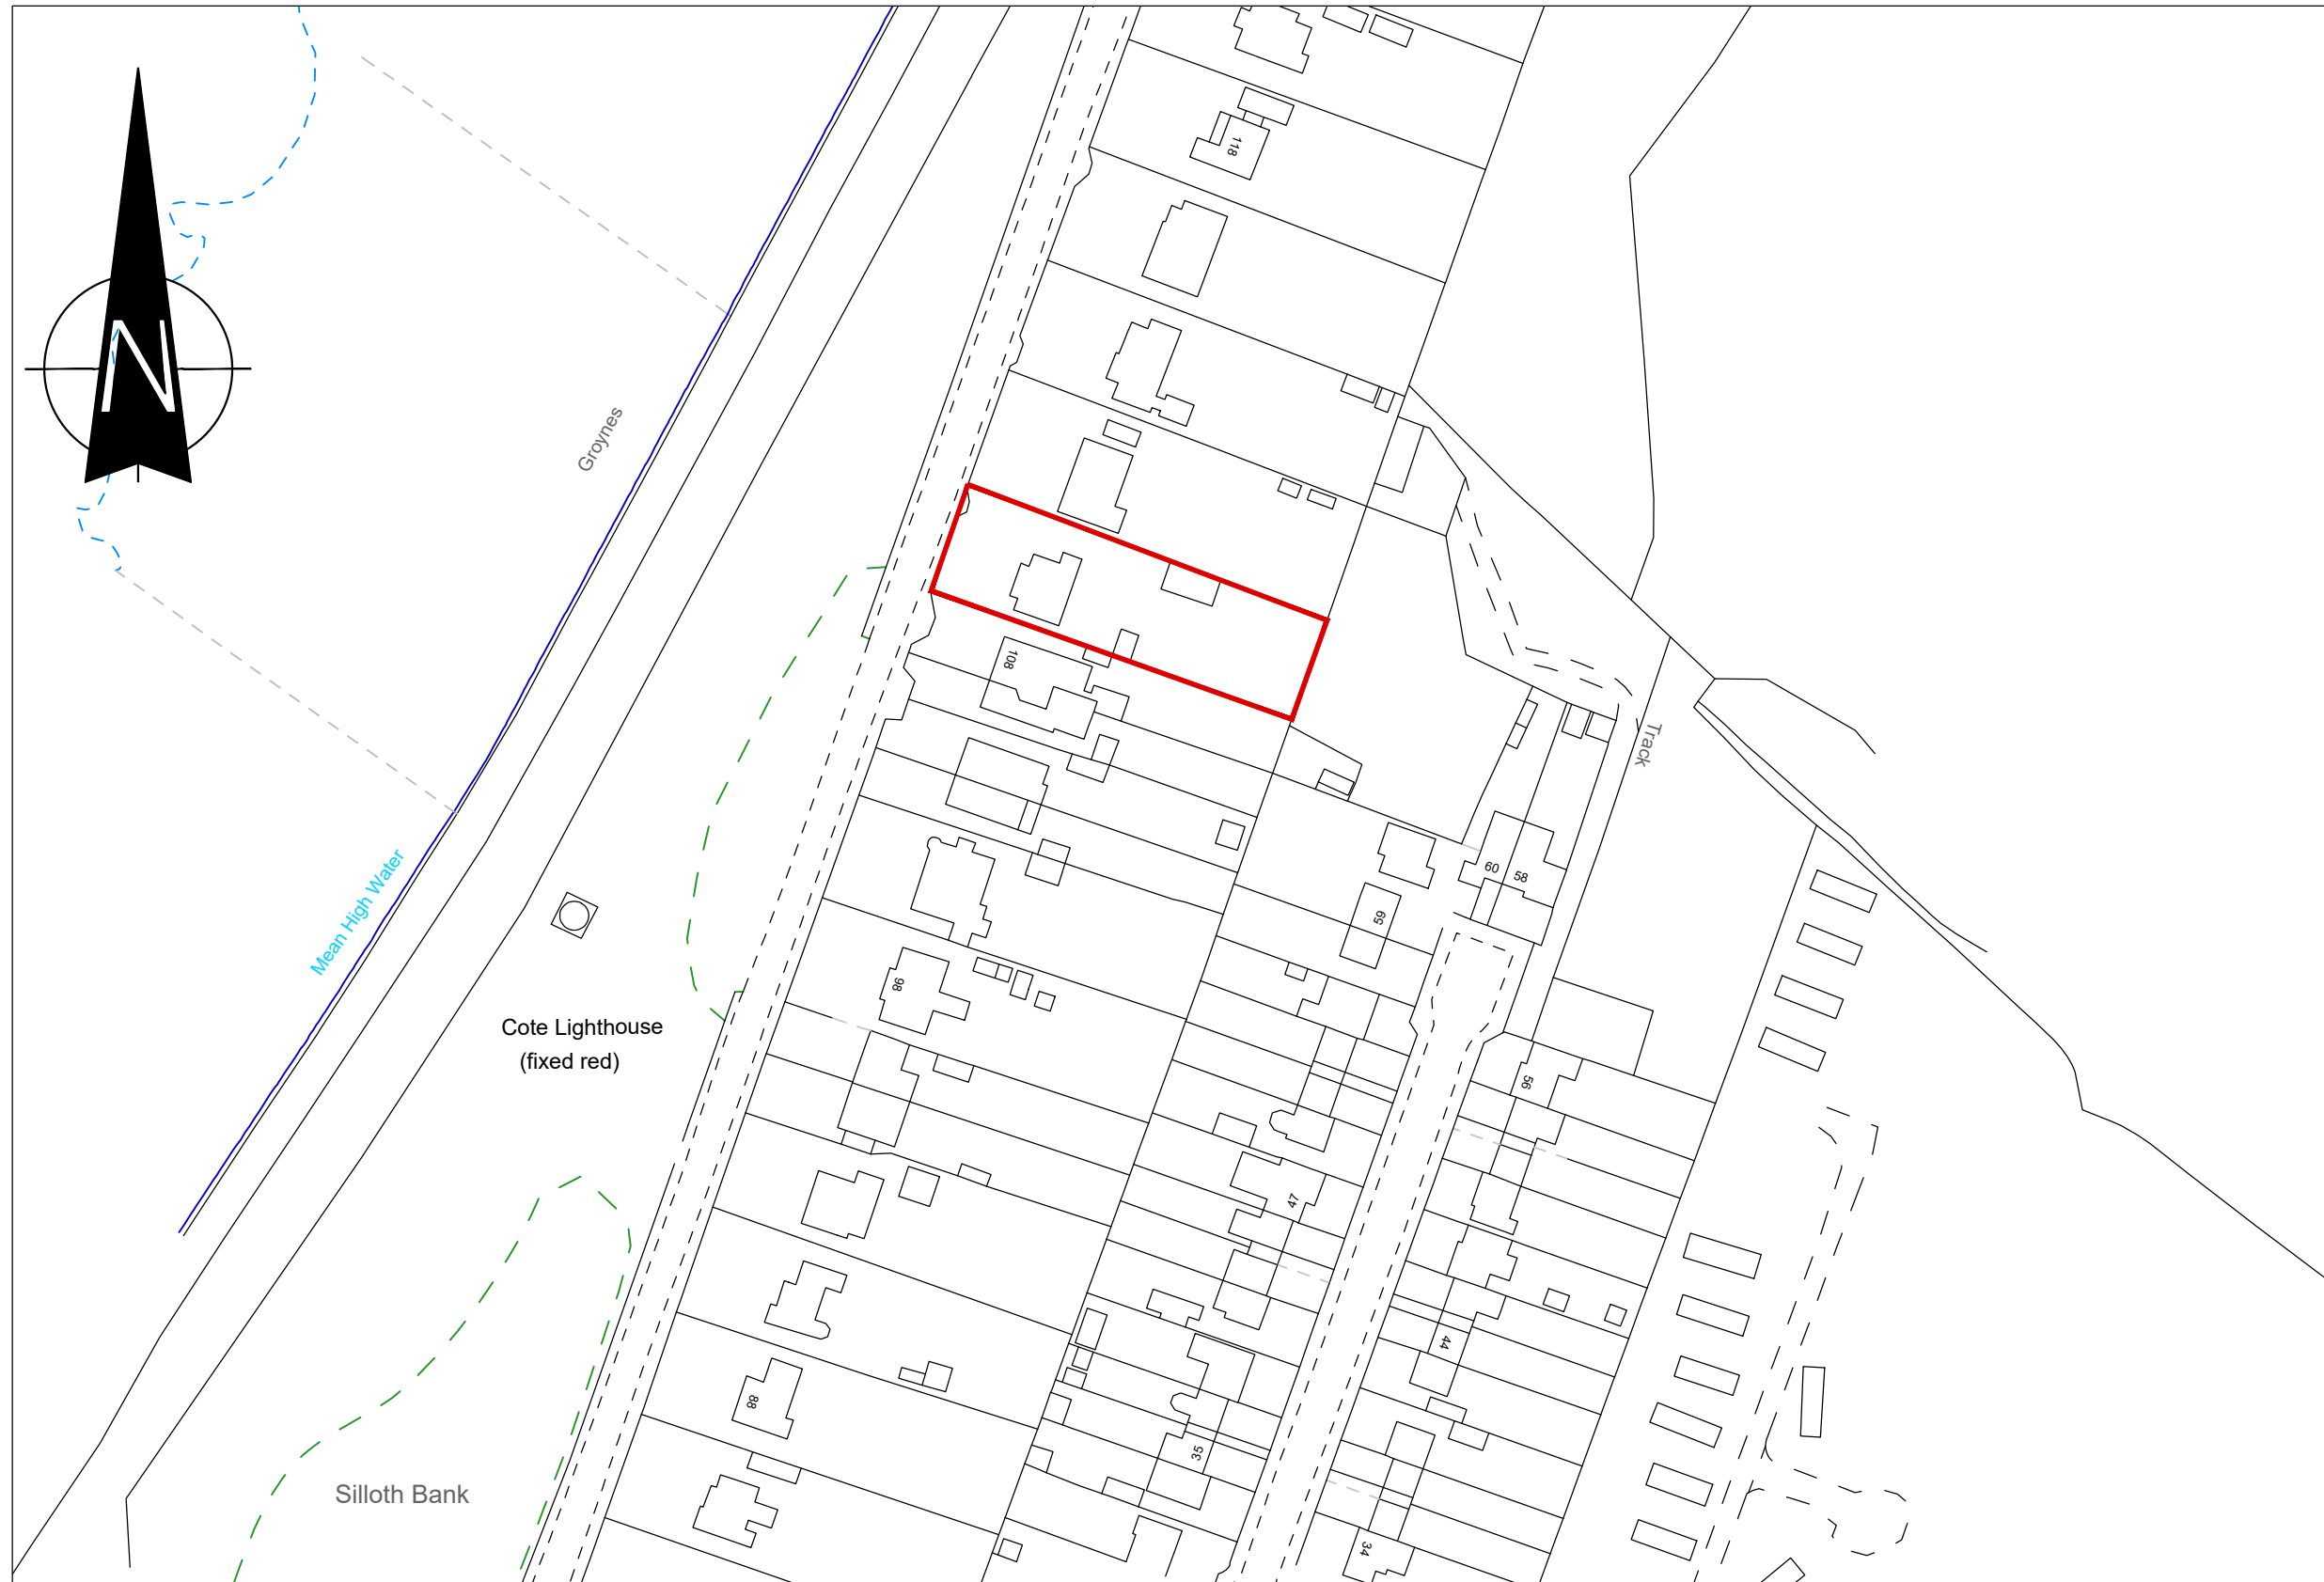 118
N
Groynes
108
Track
60
58
59
Mean High Water
98
Cote Lighthouse
(fixed red)
56
47
44
88
35
Silloth Bank
34